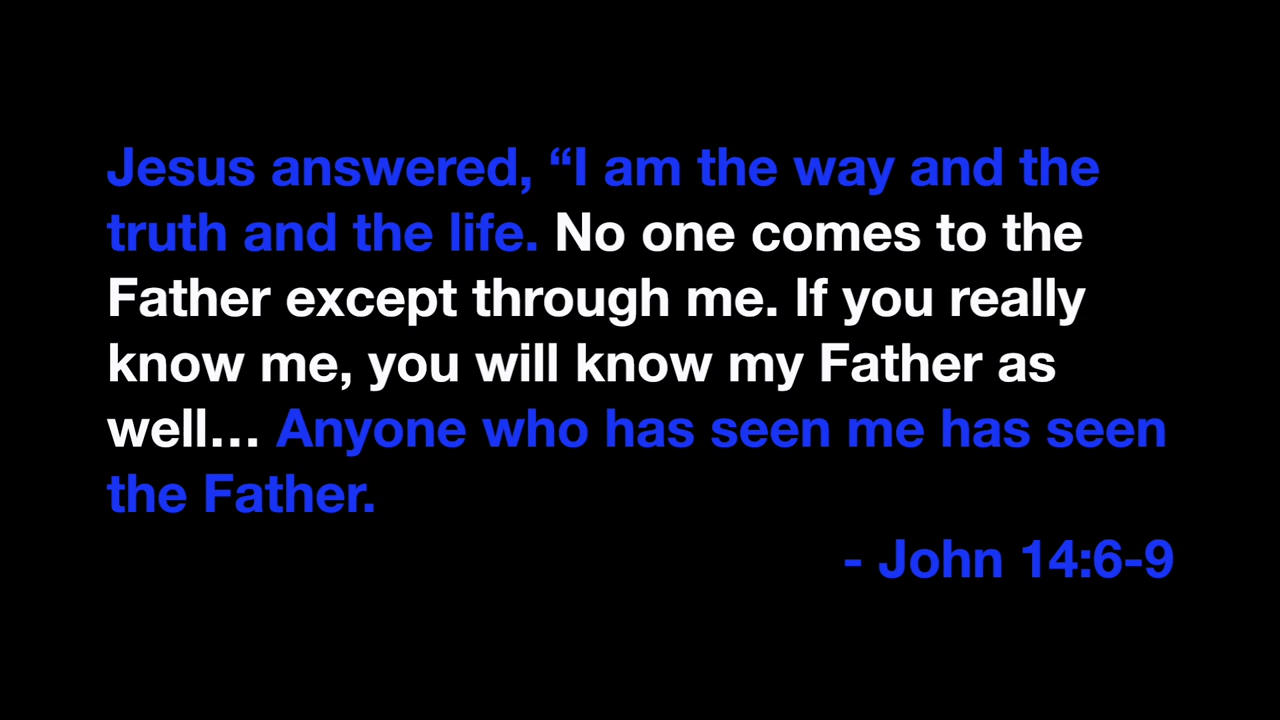 Jesus answered, “I am the way and the
truth and the life. No one comes to the
Father except through me. If you really
know me, you will know my Father as
well… Anyone who has seen me has seen
the Father.
- John 14:6-9